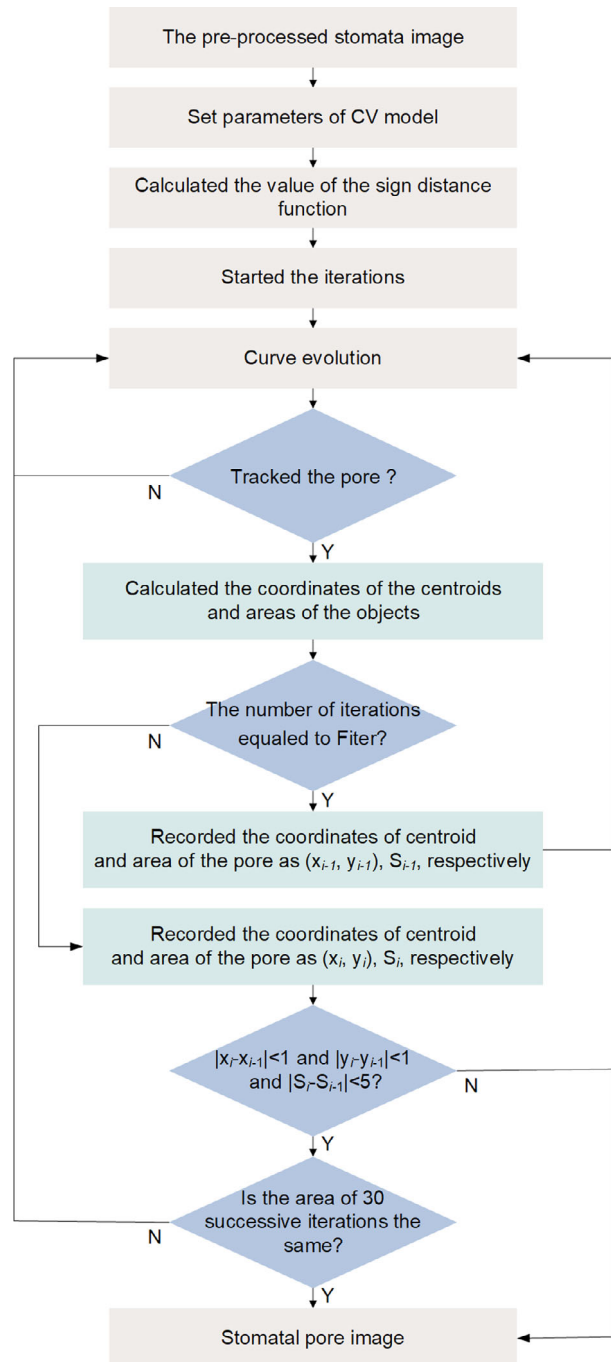 The pre-processed stomata image
Set parameters of CV model
Calculated the value of the sign distance
function
Started the iterations
Curve evolution
Tracked the pore ?
N
Y
Calculated the coordinates of the centroids
and areas of the objects
The number of iterations
equaled to Fiter?
N
Y
Recorded the coordinates of centroid
and area of the pore as (xi-1, yi-1), Si-1, respectively
Recorded the coordinates of centroid
and area of the pore as (xi, yi), Si, respectively
|xi-xi-1|<1 and |yi-yi-1|<1
and |Si-Si-1|<5?
N
Y
Is the area of 30
successive iterations the
same?
N
Y
Stomatal pore image